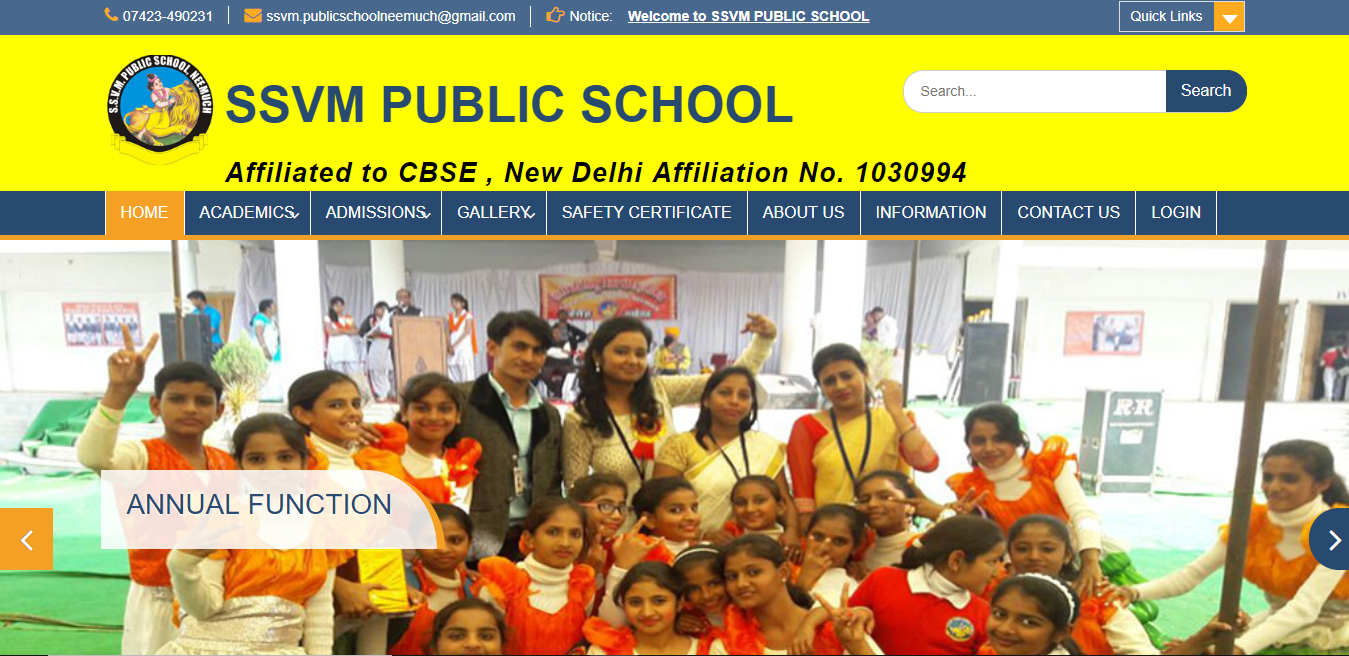 07423-490231
ssvm.publicschoolneemuch@gmail.com
Notice: Welcome to SSVM PUBLIC SCHOOL
Quick Links
S.S.V.M. PUBLIC SCHOOL, NEEMUCH
SSVM PUBLIC SCHOOL
Search...
Search
Affiliated to CBSE , New Delhi Affiliation No. 1030994
HOME
ACADEMICS
ADMISSIONS
GALLERY
SAFETY CERTIFICATE
ABOUT US
INFORMATION
CONTACT US
LOGIN
RR
ANNUAL FUNCTION